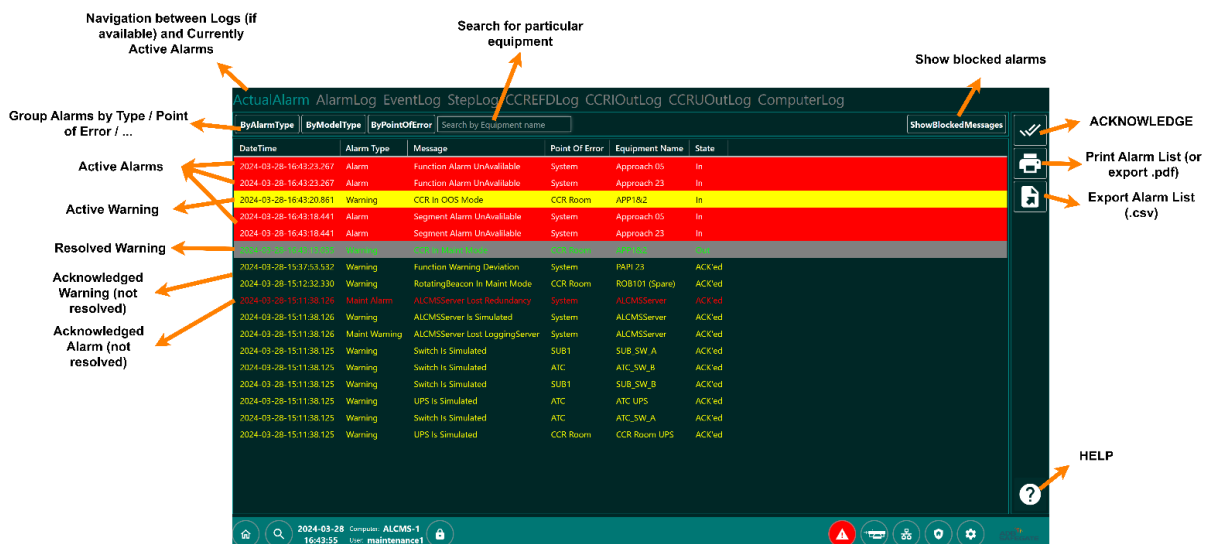 Navigation between Logs (if
available) and Currently
Active Alarms
Search for particular
equipment
Show blocked alarms
Group Alarms by Type / Point
of Error / ...
Active Alarms
Active Warning
Resolved Warning
Acknowledged
Warning (not
resolved)
Acknowledged
Alarm (not
resolved)
ActualAlarm AlarmLog EventLog StepLog CCREFDLog CCRIOutLog CCRUOutLog ComputerLog
ByAlarmType ByModelType ByPointOfError Search by Equipment name ShowBlockedMessages
DateTime Alarm Type Message Point Of Error Equipment Name State
2024-03-28-16:43:23.267 Alarm Function Alarm UnAvalilable System Approach 05 In
2024-03-28-16:43:23.267 Alarm Function Alarm UnAvalilable System Approach 23 In
2024-03-28-16:43:20.861 Warning CCR In OOS Mode CCR Room APP1&2 In
2024-03-28-16:43:18.441 Alarm Segment Alarm UnAvalilable System Approach 05 In
2024-03-28-16:43:18.441 Alarm Segment Alarm UnAvalilable System Approach 23 In
Warning CCR In Maint Mode CCR Room APP1&2 Out
2024-03-28-15:37:53.532 Warning Function Warning Deviation System PAPI 23 ACK'ed
2024-03-28-15:12:32.330 Warning RotatingBeacon In Maint Mode CCR Room ROB101 (Spare) ACK'ed
2024-03-28-15:11:38.126 Maint Alarm ALCMSServer Lost Redundancy System ALCMSServer ACK'ed
2024-03-28-15:11:38.126 Warning ALCMSServer Is Simulated System ALCMSServer ACK'ed
2024-03-28-15:11:38.126 Maint Warning ALCMSServer Lost LoggingServer System ALCMSServer ACK'ed
2024-03-28-15:11:38.125 Warning Switch Is Simulated SUB1 SUB_SW_A ACK'ed
2024-03-28-15:11:38.125 Warning Switch Is Simulated ATC ATC_SW_B ACK'ed
2024-03-28-15:11:38.125 Warning Switch Is Simulated SUB1 SUB_SW_B ACK'ed
2024-03-28-15:11:38.125 Warning UPS Is Simulated ATC ATC UPS ACK'ed
2024-03-28-15:11:38.125 Warning Switch Is Simulated ATC ATC_SW_A ACK'ed
2024-03-28-15:11:38.125 Warning UPS Is Simulated CCR Room CCR Room UPS ACK'ed
ACKNOWLEDGE
Print Alarm List (or
export .pdf)
Export Alarm List
(.csv)
HELP
2024-03-28 Computer: ALCMS-1
16:43:55 User: maintenance1